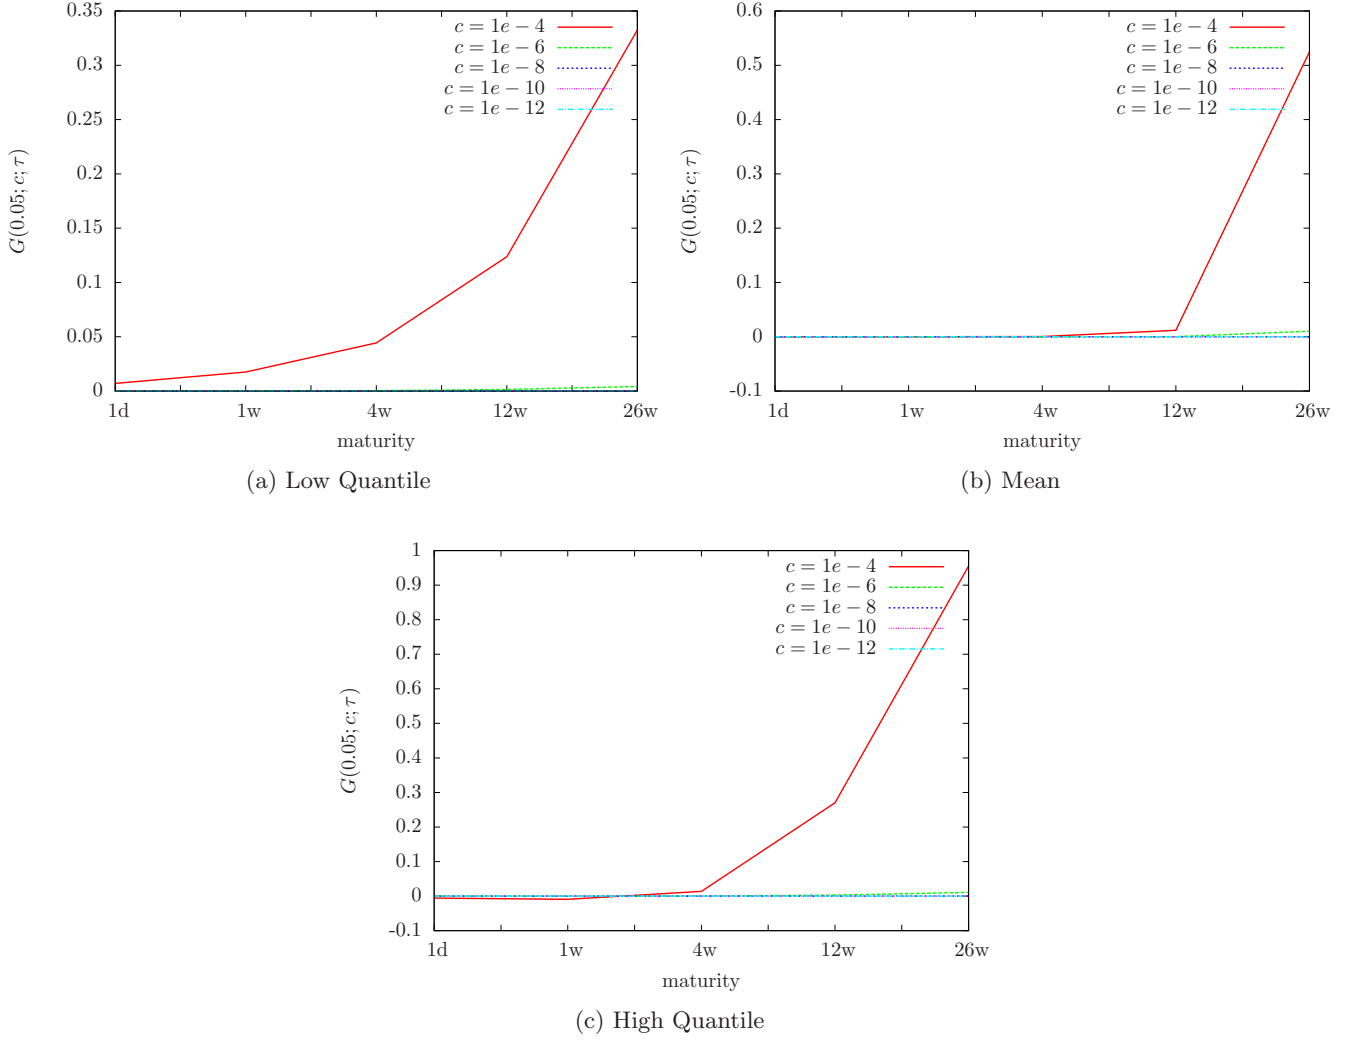 G(0.05; c; τ)
0.35
0.3
0.25
0.2
0.15
0.1
0.05
0
c = 1e − 4
c = 1e − 6
c = 1e − 8
c = 1e − 10
c = 1e − 12
1d 1w 4w 12w 26w
maturity
(a) Low Quantile
G(0.05; c; τ)
0.6
0.5
0.4
0.3
0.2
0.1
0
-0.1
c = 1e − 4
c = 1e − 6
c = 1e − 8
c = 1e − 10
c = 1e − 12
1d 1w 4w 12w 26w
maturity
(b) Mean
G(0.05; c; τ)
1
0.9
0.8
0.7
0.6
0.5
0.4
0.3
0.2
0.1
0
-0.1
c = 1e − 4
c = 1e − 6
c = 1e − 8
c = 1e − 10
c = 1e − 12
1d 1w 4w 12w 26w
maturity
(c) High Quantile